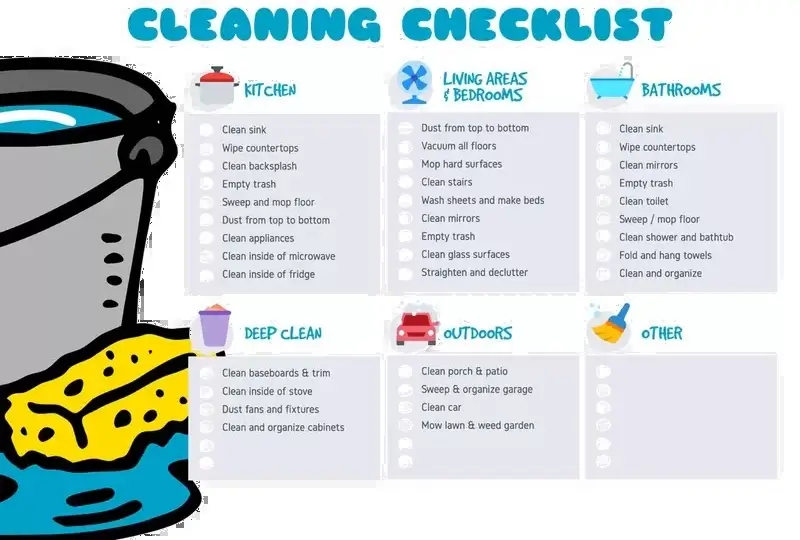 CLEANING CHECKLIST
KITCHEN
Clean sink
Wipe countertops
Clean backsplash
Empty trash
Sweep and mop floor
Dust from top to bottom
Clean appliances
Clean inside of microwave
Clean inside of fridge
LIVING AREAS
& BEDROOMS
Dust from top to bottom
Vacuum all floors
Mop hard surfaces
Clean stairs
Wash sheets and make beds
Clean mirrors
Empty trash
Clean glass surfaces
Straighten and declutter
BATHROOMS
Clean sink
Wipe countertops
Clean mirrors
Empty trash
Clean toilet
Sweep / mop floor
Clean shower and bathtub
Fold and hang towels
Clean and organize
DEEP CLEAN
Clean baseboards & trim
Clean inside of stove
Dust fans and fixtures
Clean and organize cabinets
OUTDOORS
Clean porch & patio
Sweep & organize garage
Clean car
Mow lawn & weed garden
OTHER